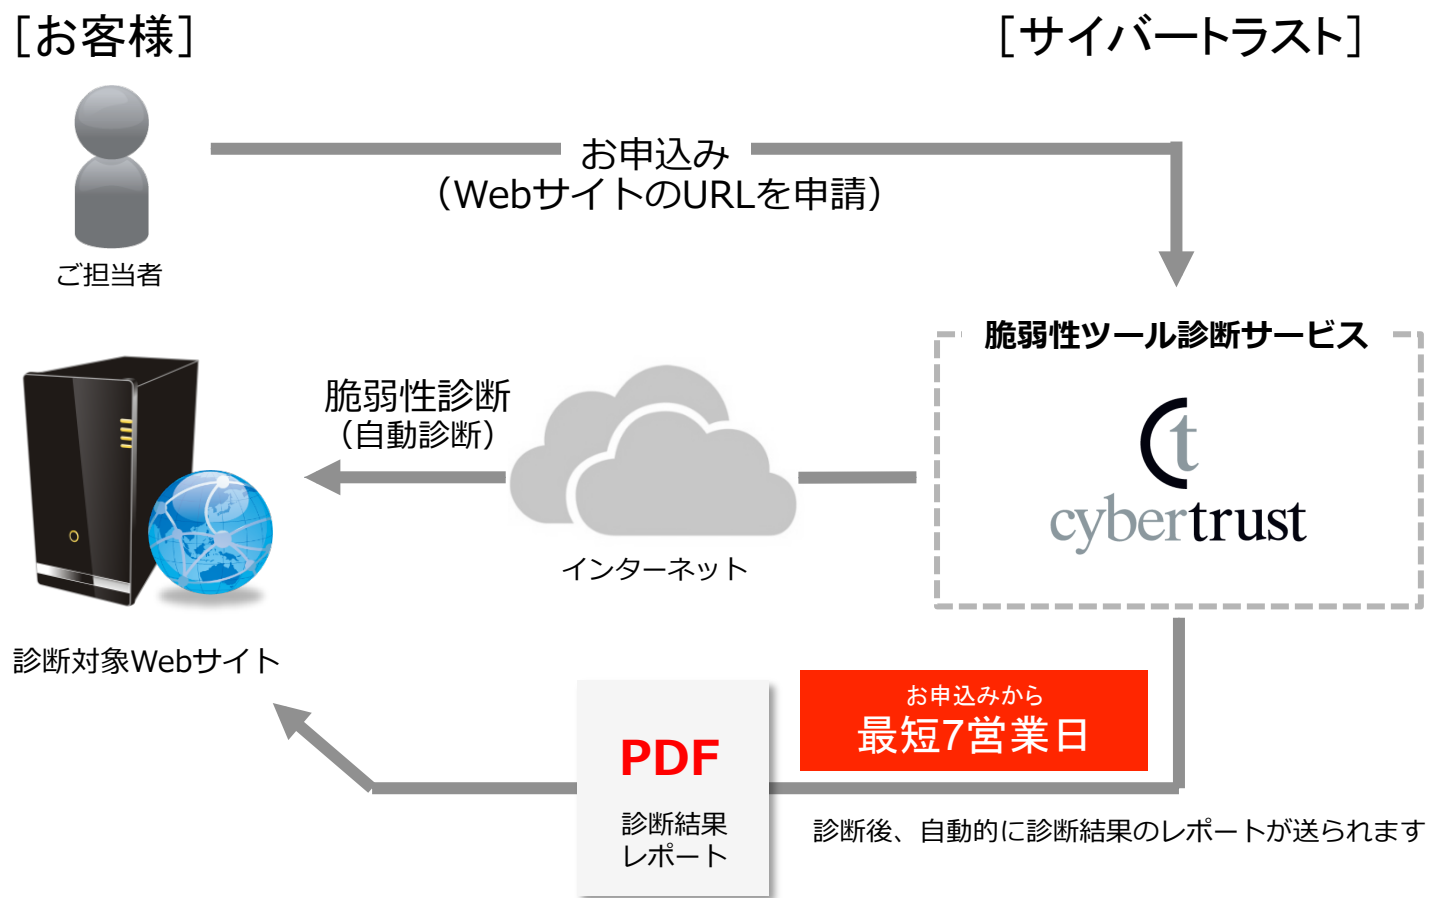 ［お客様］
［サイバートラスト］
お申込み
（WebサイトのURLを申請）
ご担当者
脆弱性ツール診断サービス
脆弱性診断
（自動診断）
ct
cybertrust
インターネット
診断対象Webサイト
お申込みから
最短7営業日
PDF
診断結果
レポート
診断後、自動的に診断結果のレポートが送られます